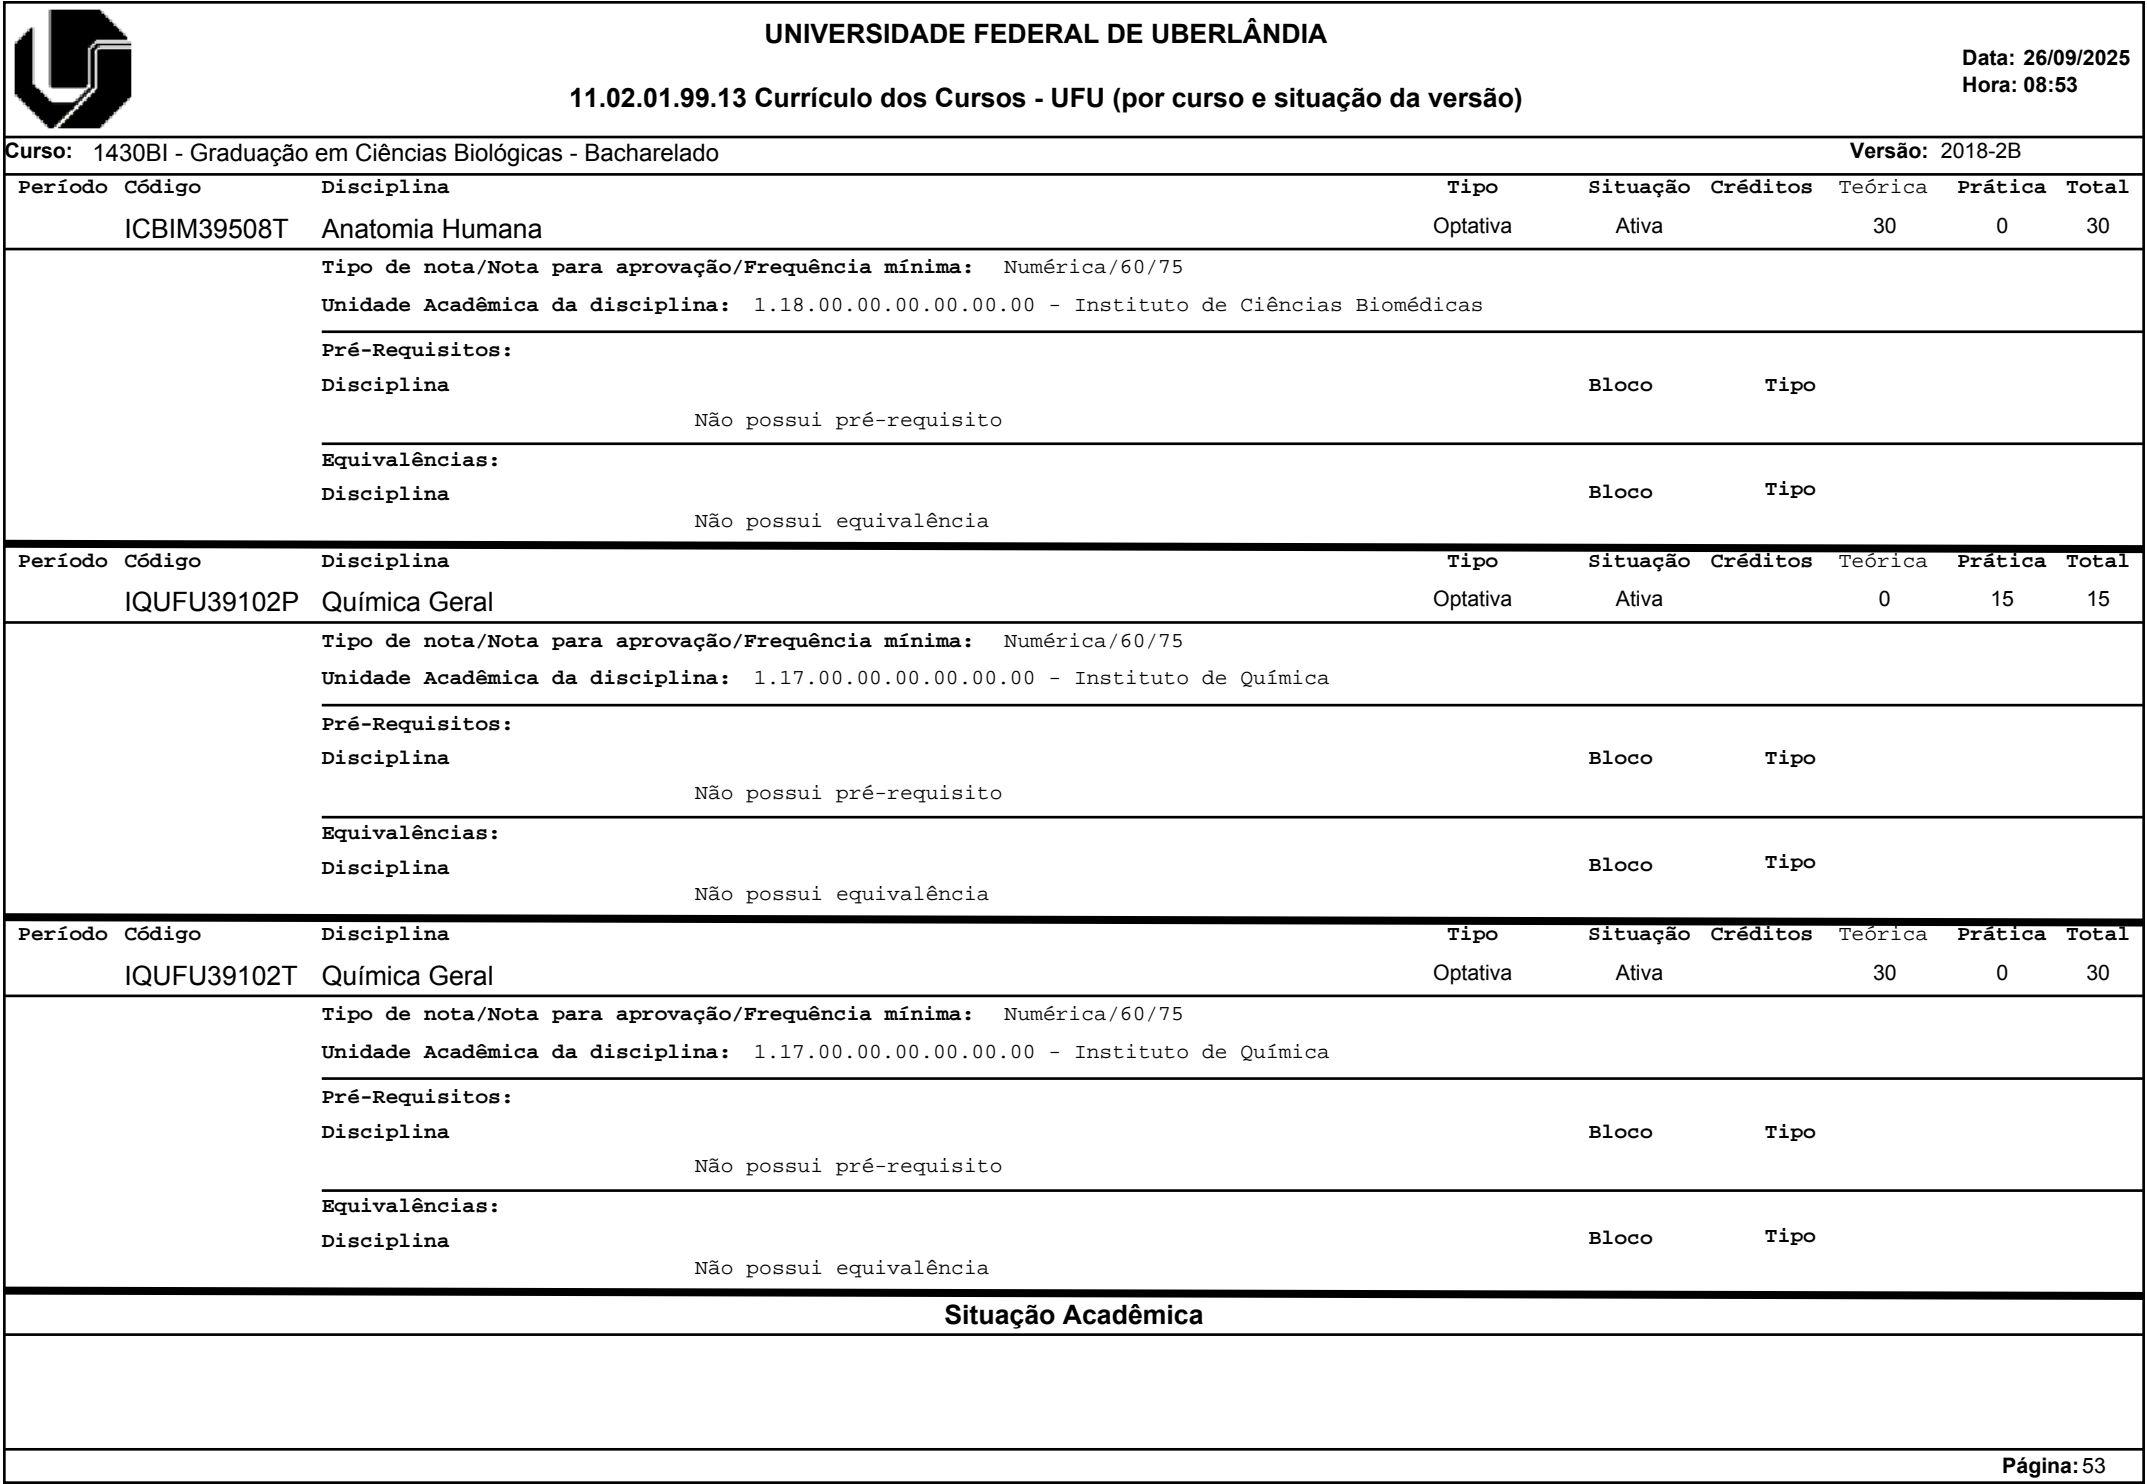 UNIVERSIDADE FEDERAL DE UBERLÂNDIA
Data: 26/09/2025
11.02.01.99.13 Currículo dos Cursos - UFU (por curso e situação da versão)
Hora: 08:53
Curso: 1430BI - Graduação em Ciências Biológicas - Bacharelado Versão: 2018-2B
Período Código Disciplina Tipo Situação Créditos Teórica Prática Total
ICBIM39508T Anatomia Humana Optativa Ativa 30 0 30
Tipo de nota/Nota para aprovação/Frequência mínima: Numérica/60/75
Unidade Acadêmica da disciplina: 1.18.00.00.00.00.00.00 - Instituto de Ciências Biomédicas
Pré-Requisitos:
Disciplina Bloco Tipo
Não possui pré-requisito
Equivalências:
Disciplina Bloco Tipo
Não possui equivalência
Período Código Disciplina Tipo Situação Créditos Teórica Prática Total
IQUFU39102P Química Geral Optativa Ativa 0 15 15
Tipo de nota/Nota para aprovação/Frequência mínima: Numérica/60/75
Unidade Acadêmica da disciplina: 1.17.00.00.00.00.00.00 - Instituto de Química
Pré-Requisitos:
Disciplina Bloco Tipo
Não possui pré-requisito
Equivalências:
Disciplina Bloco Tipo
Não possui equivalência
Período Código Disciplina Tipo Situação Créditos Teórica Prática Total
IQUFU39102T Química Geral Optativa Ativa 30 0 30
Tipo de nota/Nota para aprovação/Frequência mínima: Numérica/60/75
Unidade Acadêmica da disciplina: 1.17.00.00.00.00.00.00 - Instituto de Química
Pré-Requisitos:
Disciplina Bloco Tipo
Não possui pré-requisito
Equivalências:
Disciplina Bloco Tipo
Não possui equivalência
Situação Acadêmica
Página: 53